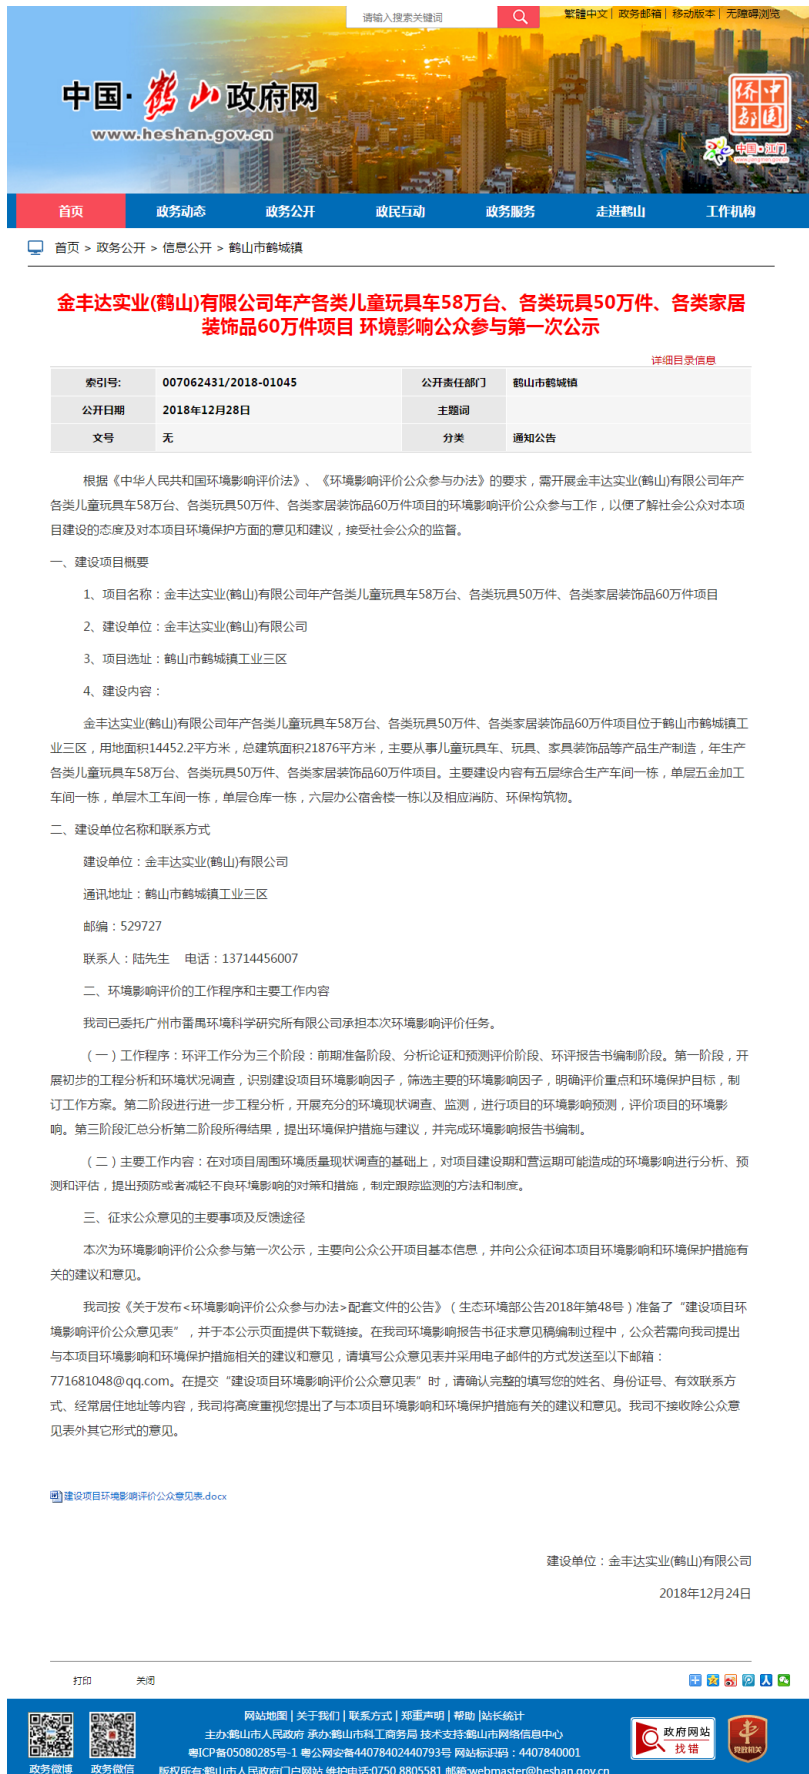 请输入搜索关键词
繁體中文 | 政务邮箱 | 移动版本 | 无障碍浏览
中国·鹤山政府网
www.heshan.gov.cn
中国侨都
中国·江门
首页 政务动态 政务公开 政民互动 政务服务 走进鹤山 工作机构
首页 > 政务公开 > 信息公开 > 鹤山市鹤城镇
金丰达实业(鹤山)有限公司年产各类儿童玩具车58万台、各类玩具50万件、各类家居
装饰品60万件项目 环境影响公众参与第一次公示
详细目录信息
索引号: 007062431/2018-01045 公开责任部门 鹤山市鹤城镇
公开日期 2018年12月28日 主题词
文号 无 分类 通知公告
根据《中华人民共和国环境影响评价法》、《环境影响评价公众参与办法》的要求，需开展金丰达实业(鹤山)有限公司年产
各类儿童玩具车58万台、各类玩具50万件、各类家居装饰品60万件项目的环境影响评价公众参与工作，以便了解社会公众对本项
目建设的态度及对本项目环境保护方面的意见和建议，接受社会公众的监督。
一、建设项目概要
1、项目名称：金丰达实业(鹤山)有限公司年产各类儿童玩具车58万台、各类玩具50万件、各类家居装饰品60万件项目
2、建设单位：金丰达实业(鹤山)有限公司
3、项目选址：鹤山市鹤城镇工业三区
4、建设内容：
金丰达实业(鹤山)有限公司年产各类儿童玩具车58万台、各类玩具50万件、各类家居装饰品60万件项目位于鹤山市鹤城镇工
业三区，用地面积14452.2平方米，总建筑面积21876平方米，主要从事儿童玩具车、玩具、家具装饰品等产品生产制造，年生产
各类儿童玩具车58万台、各类玩具50万件、各类家居装饰品60万件项目。主要建设内容有五层综合生产车间一栋，单层五金加工
车间一栋，单层木工车间一栋，单层仓库一栋，六层办公宿舍楼一栋以及相应消防、环保构筑物。
二、建设单位名称和联系方式
建设单位：金丰达实业(鹤山)有限公司
通讯地址：鹤山市鹤城镇工业三区
邮编：529727
联系人：陆先生 电话：13714456007
二、环境影响评价的工作程序和主要工作内容
我司已委托广州市番禺环境科学研究所有限公司承担本次环境影响评价任务。
（一）工作程序：环评工作分为三个阶段：前期准备阶段、分析论证和预测评价阶段、环评报告书编制阶段。第一阶段，开
展初步的工程分析和环境状况调查，识别建设项目环境影响因子，筛选主要的环境影响因子，明确评价重点和环境保护目标，制
订工作方案。第二阶段进行进一步工程分析，开展充分的环境现状调查、监测，进行项目的环境影响预测，评价项目的环境影
响。第三阶段汇总分析第二阶段所得结果，提出环境保护措施与建议，并完成环境影响报告书编制。
（二）主要工作内容：在对项目周围环境质量现状调查的基础上，对项目建设期和营运期可能造成的环境影响进行分析、预
测和评估，提出预防或者减轻不良环境影响的对策和措施，制定跟踪监测的方法和制度。
三、征求公众意见的主要事项及反馈途径
本次为环境影响评价公众参与第一次公示，主要向公众公开项目基本信息，并向公众征询本项目环境影响和环境保护措施有
关的建议和意见。
我司按《关于发布<环境影响评价公众参与办法>配套文件的公告》（生态环境部公告2018年第48号）准备了“建设项目环
境影响评价公众意见表”，并于本公示页面提供下载链接。在我司环境影响报告书征求意见稿编制过程中，公众若需向我司提出
与本项目环境影响和环境保护措施相关的建议和意见，请填写公众意见表并采用电子邮件的方式发送至以下邮箱：
771681048@qq.com。在提交“建设项目环境影响评价公众意见表”时，请确认完整的填写您的姓名、身份证号、有效联系方
式、经常居住地址等内容，我司将高度重视您提出了与本项目环境影响和环境保护措施有关的建议和意见。我司不接收除公众意
见表外其它形式的意见。
建设项目环境影响评价公众意见表.docx
建设单位：金丰达实业(鹤山)有限公司
2018年12月24日
打印 关闭
网站地图 | 关于我们 | 联系方式 | 郑重声明 | 帮助 |站长统计
主办:鹤山市人民政府 承办:鹤山市科工商务局 技术支持:鹤山市网络信息中心
粤ICP备05080285号-1 粤公网安备44078402440793号 网站标识码：4407840001
版权所有:鹤山市人民政府门户网站 维护电话:0750 8805581 邮箱:webmaster@heshan.gov.cn
政务微博 政务微信
政府网站
找错
党政机关